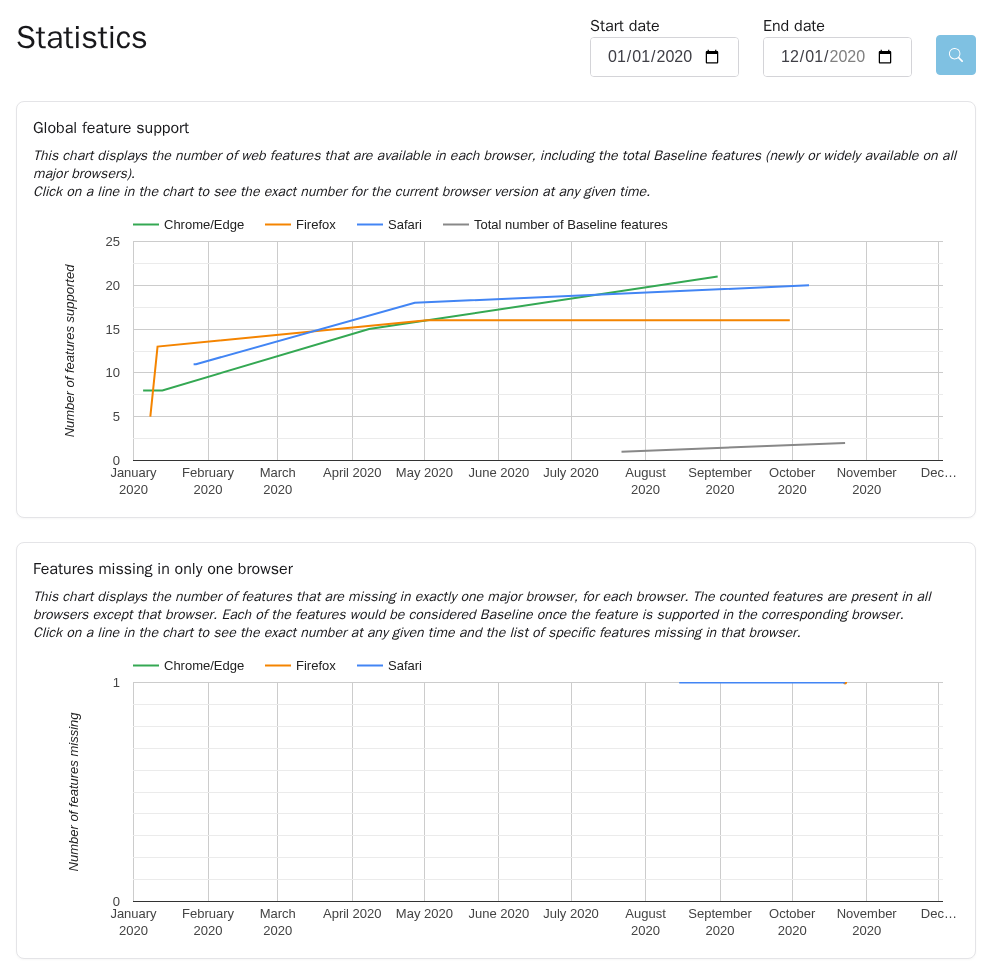 Statistics
Start date
End date
01/01/2020
12/01/2020
Global feature support
This chart displays the number of web features that are available in each browser, including the total Baseline features (newly or widely available on all
major browsers).
Click on a line in the chart to see the exact number for the current browser version at any given time.
Chrome/Edge Firefox Safari Total number of Baseline features
Number of features supported
25
20
15
10
5
0
January 2020
February 2020
March 2020
April 2020
May 2020
June 2020
July 2020
August 2020
September 2020
October 2020
November 2020
Dec…
Features missing in only one browser
This chart displays the number of features that are missing in exactly one major browser, for each browser. The counted features are present in all
browsers except that browser. Each of the features would be considered Baseline once the feature is supported in the corresponding browser.
Click on a line in the chart to see the exact number at any given time and the list of specific features missing in that browser.
Chrome/Edge Firefox Safari
Number of features missing
1
0
January 2020
February 2020
March 2020
April 2020
May 2020
June 2020
July 2020
August 2020
September 2020
October 2020
November 2020
Dec…